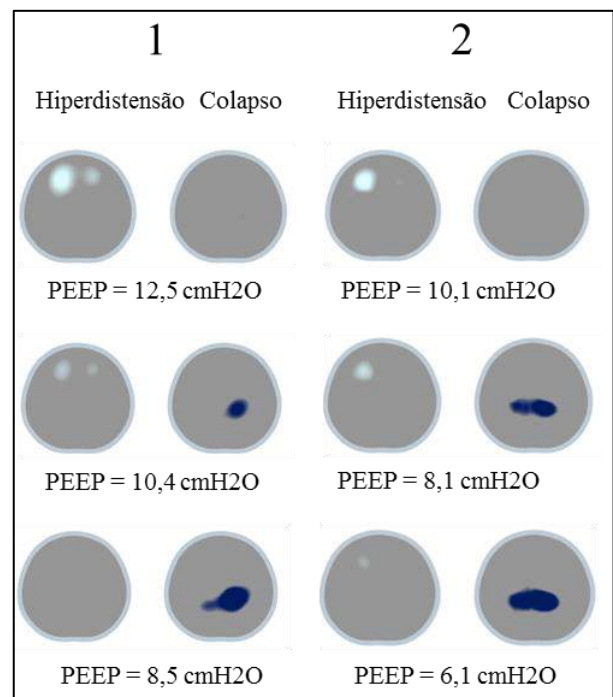 1 2
Hiperdistensão Colapso Hiperdistensão Colapso
PEEP = 12,5 cmH2O PEEP = 10,1 cmH2O
PEEP = 10,4 cmH2O PEEP = 8,1 cmH2O
PEEP = 8,5 cmH2O PEEP = 6,1 cmH2O